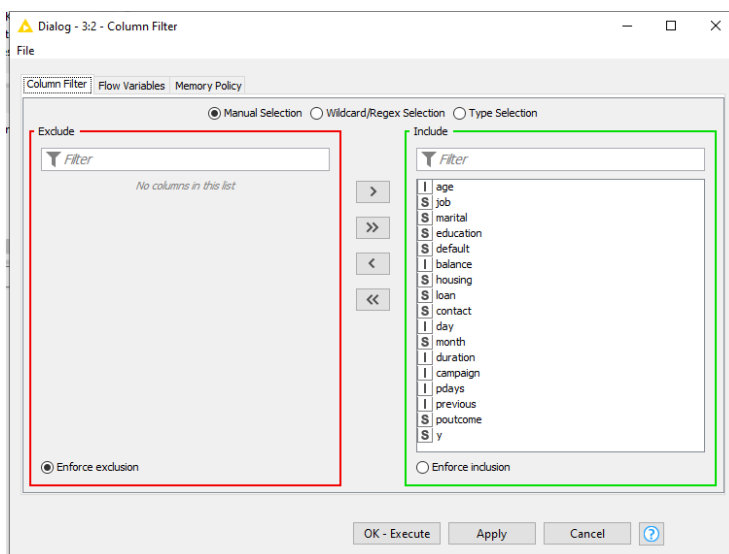 Dialog - 3:2 - Column Filter
File
Column Filter Flow Variables Memory Policy
Manual Selection Wildcard/Regex Selection Type Selection
Exclude
Filter
No columns in this list
Enforce exclusion
>
>>
<
<<
Include
Filter
I age
S job
S marital
S education
S default
I balance
S housing
S loan
S contact
I day
S month
I duration
I campaign
I pdays
I previous
S poutcome
S y
Enforce inclusion
OK - Execute Apply Cancel ?